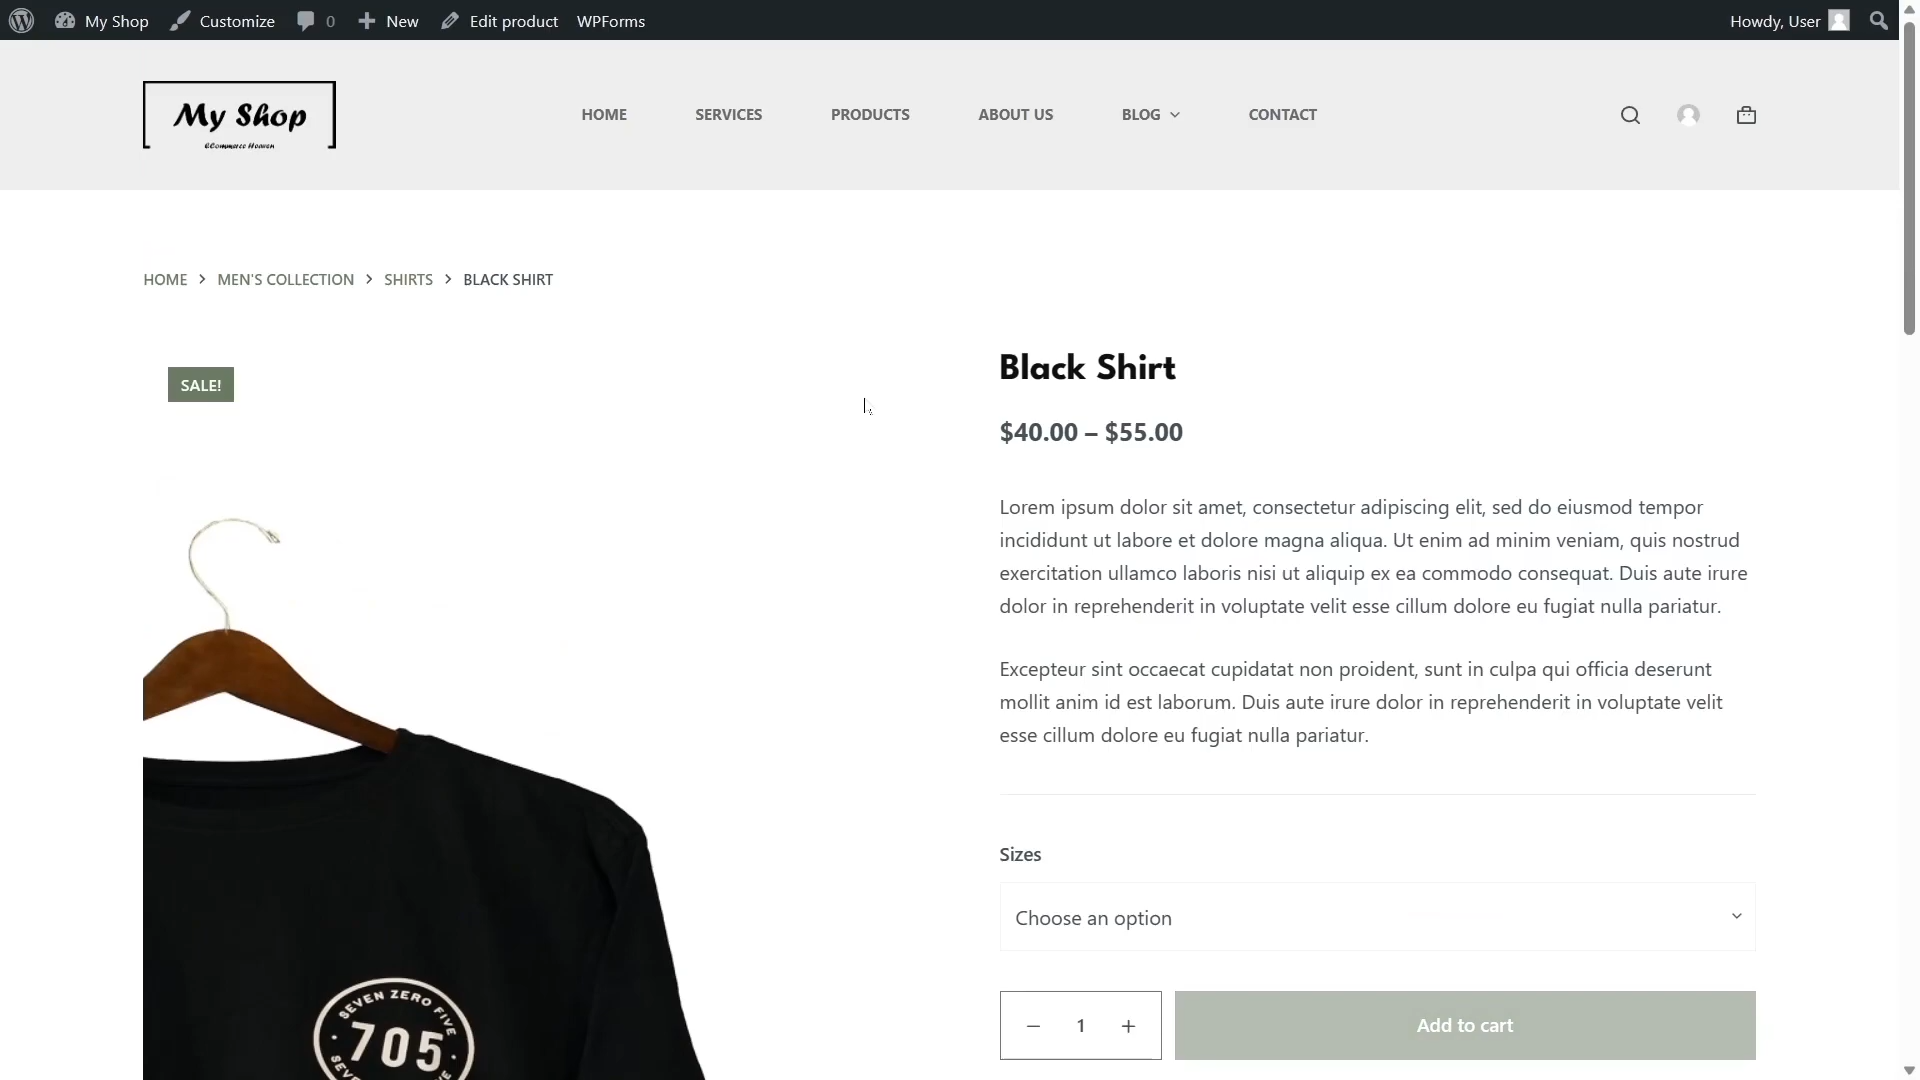 My Shop
Customize
0
New
Edit product
WPForms
Howdy, User
My Shop
ECommerce Heaven
HOME
SERVICES
PRODUCTS
ABOUT US
BLOG
CONTACT
HOME > MEN'S COLLECTION > SHIRTS > BLACK SHIRT
SALE!
SEVEN ZERO FIVE
705
Black Shirt
$40.00 – $55.00
Lorem ipsum dolor sit amet, consectetur adipiscing elit, sed do eiusmod tempor
incididunt ut labore et dolore magna aliqua. Ut enim ad minim veniam, quis nostrud
exercitation ullamco laboris nisi ut aliquip ex ea commodo consequat. Duis aute irure
dolor in reprehenderit in voluptate velit esse cillum dolore eu fugiat nulla pariatur.
Excepteur sint occaecat cupidatat non proident, sunt in culpa qui officia deserunt
mollit anim id est laborum. Duis aute irure dolor in reprehenderit in voluptate velit
esse cillum dolore eu fugiat nulla pariatur.
Sizes
Choose an option
− 1 +
Add to cart